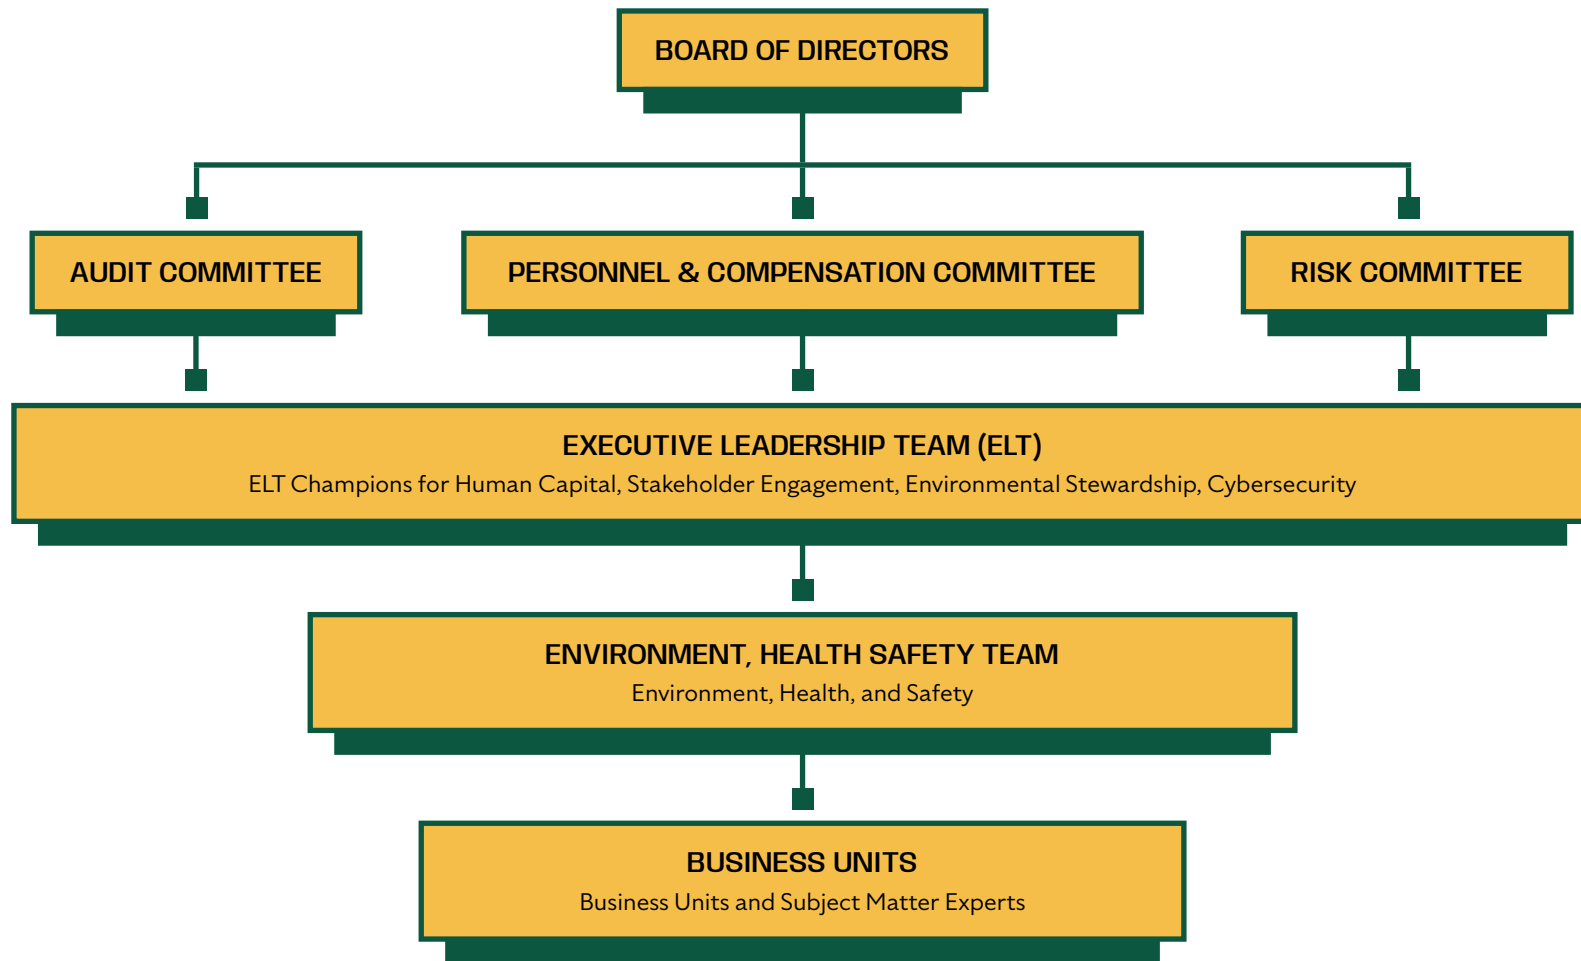 BOARD OF DIRECTORS
AUDIT COMMITTEE
PERSONNEL & COMPENSATION COMMITTEE
RISK COMMITTEE
EXECUTIVE LEADERSHIP TEAM (ELT)
ELT Champions for Human Capital, Stakeholder Engagement, Environmental Stewardship, Cybersecurity
ENVIRONMENT, HEALTH SAFETY TEAM
Environment, Health, and Safety
BUSINESS UNITS
Business Units and Subject Matter Experts